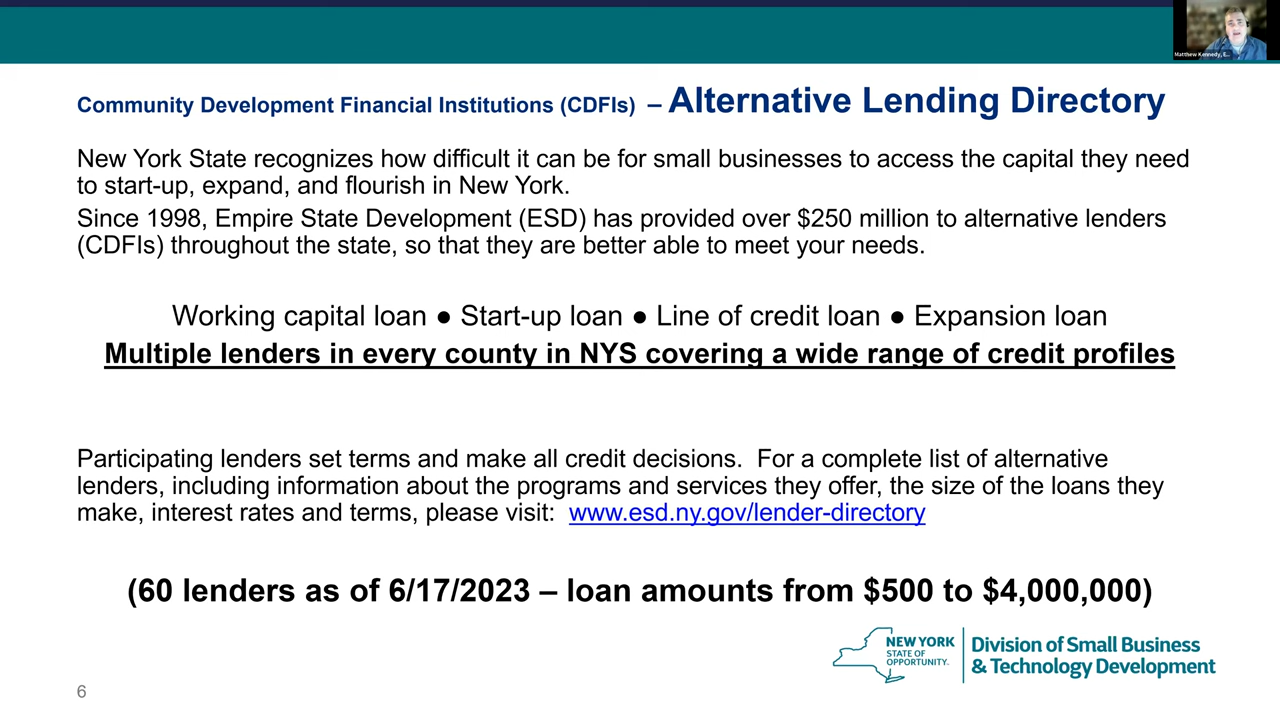 Matthew Kennedy, E...
Community Development Financial Institutions (CDFIs) – Alternative Lending Directory
New York State recognizes how difficult it can be for small businesses to access the capital they need
to start-up, expand, and flourish in New York.
Since 1998, Empire State Development (ESD) has provided over $250 million to alternative lenders
(CDFIs) throughout the state, so that they are better able to meet your needs.
Working capital loan ● Start-up loan ● Line of credit loan ● Expansion loan
Multiple lenders in every county in NYS covering a wide range of credit profiles
Participating lenders set terms and make all credit decisions.  For a complete list of alternative
lenders, including information about the programs and services they offer, the size of the loans they
make, interest rates and terms, please visit:  www.esd.ny.gov/lender-directory
(60 lenders as of 6/17/2023 – loan amounts from $500 to $4,000,000)
NEW YORK
STATE OF
OPPORTUNITY.
Division of Small Business
& Technology Development
6